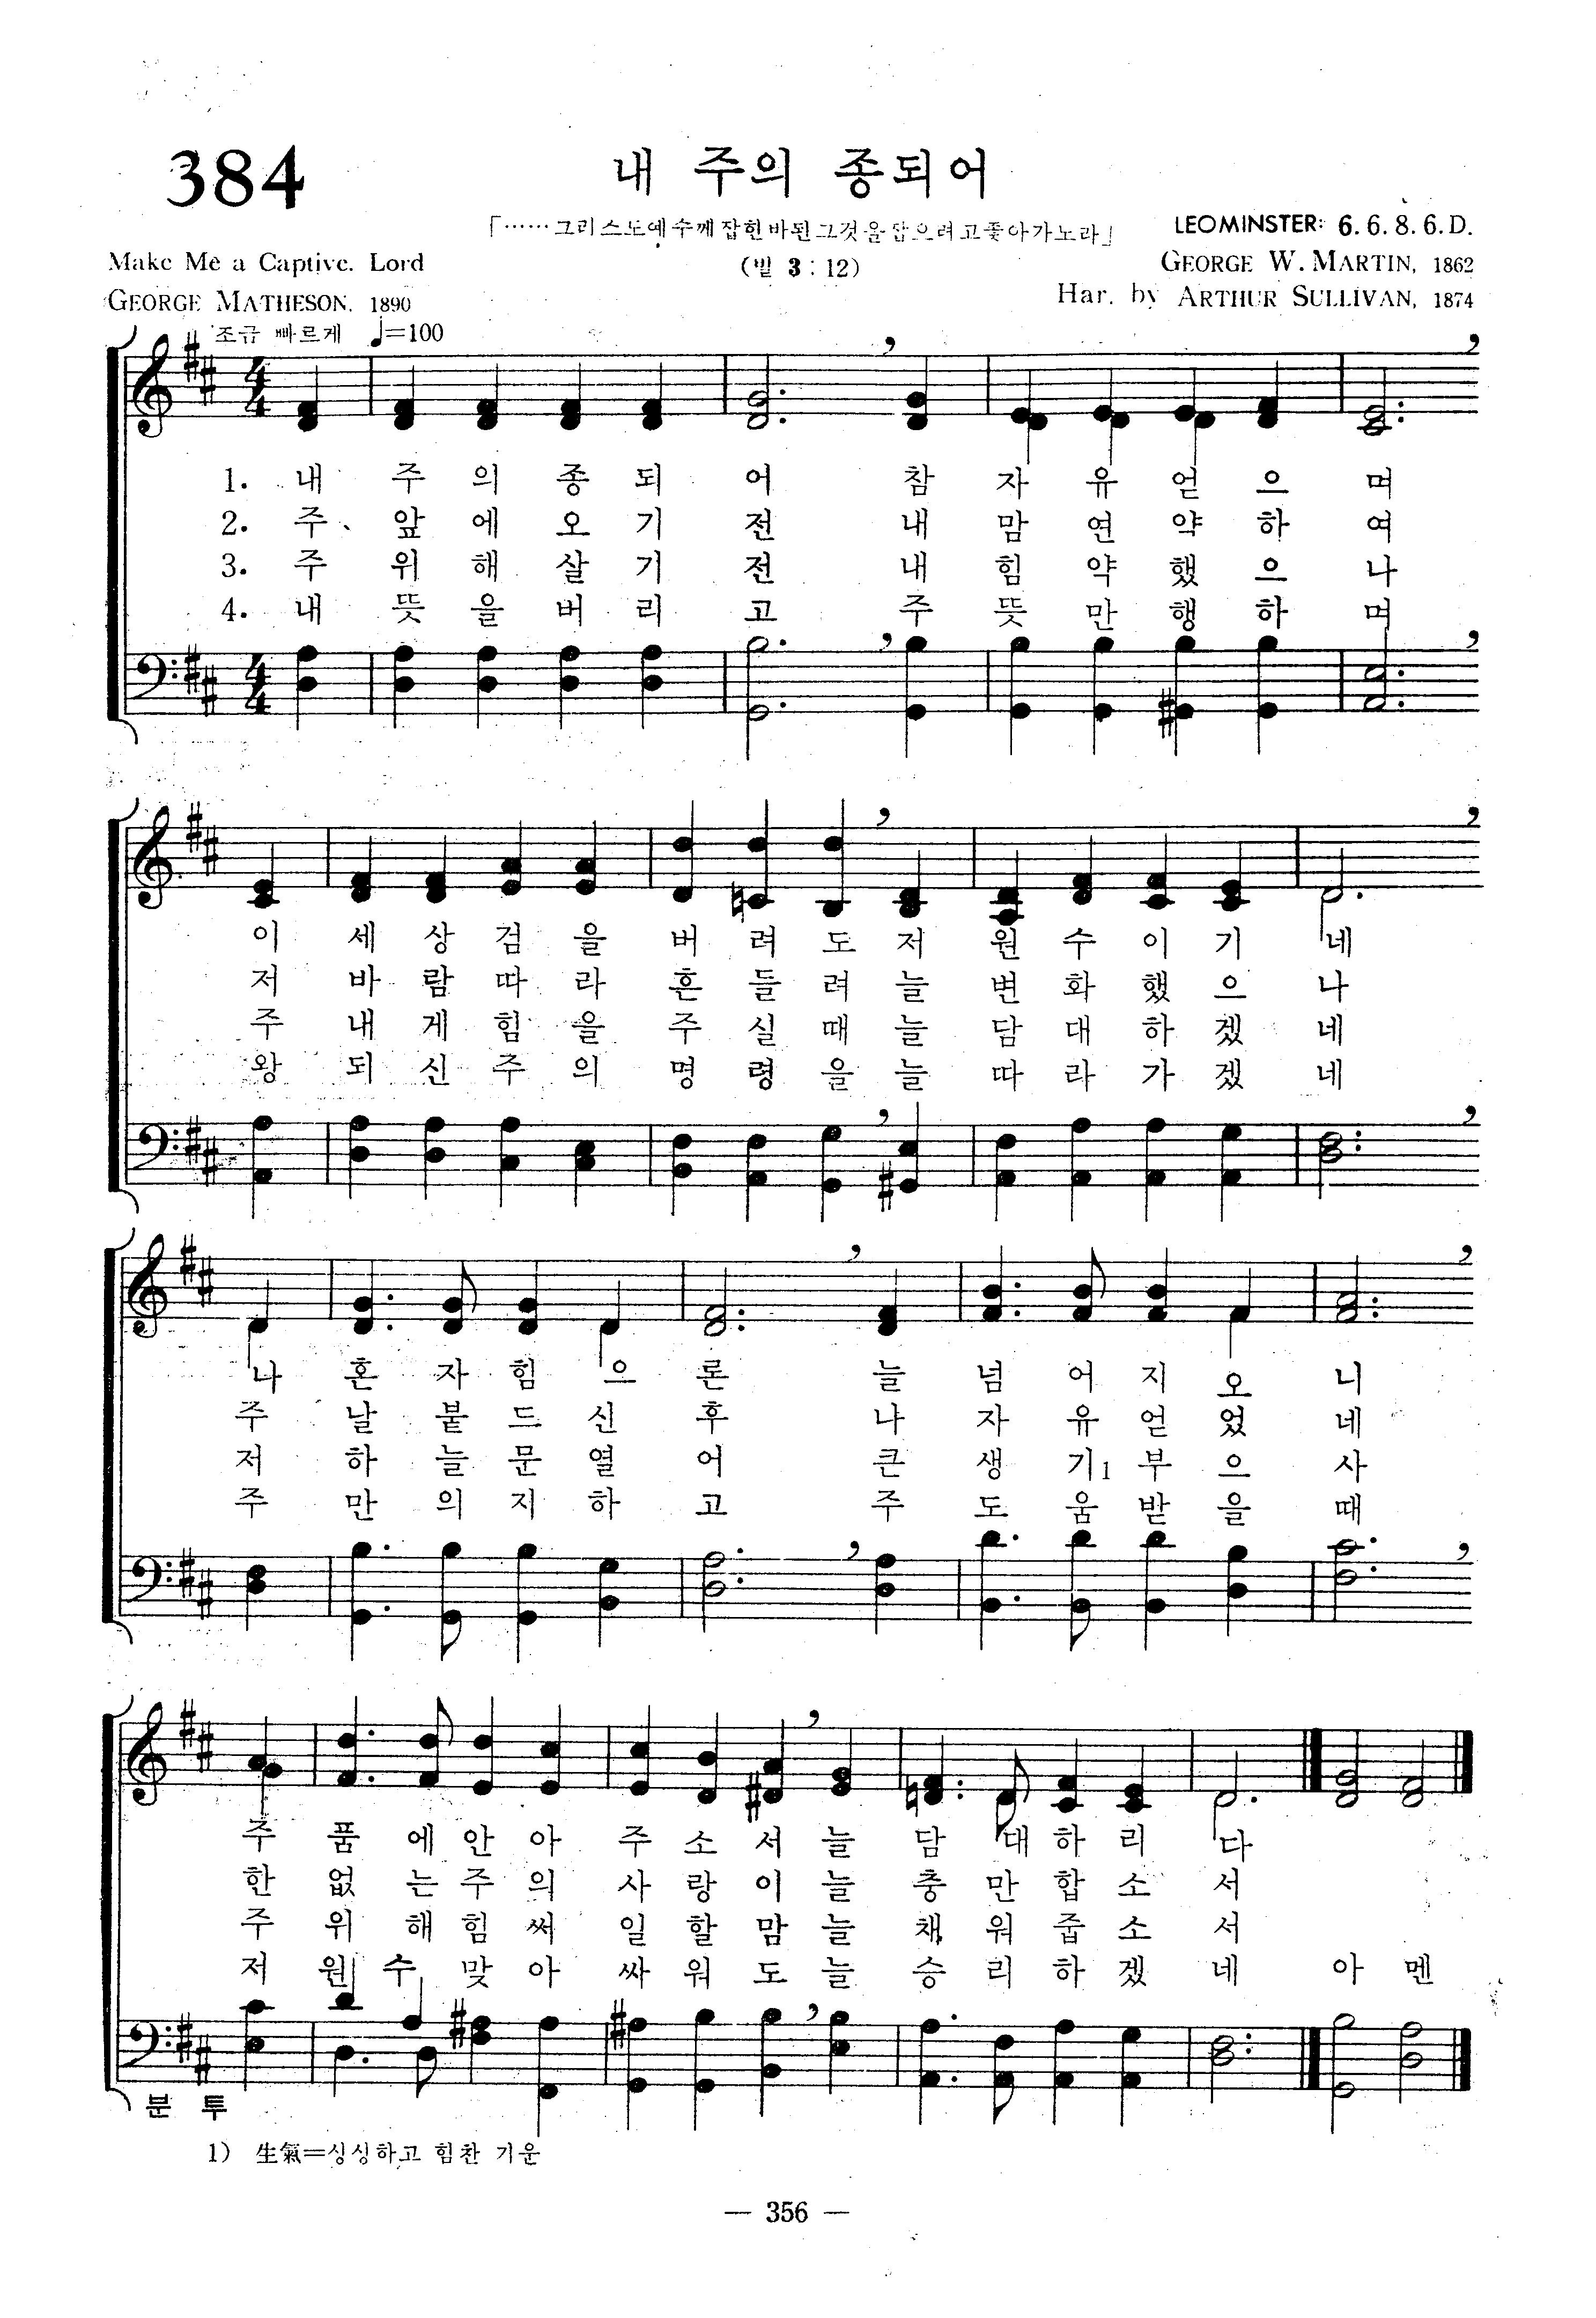 384
내 주의 종되어
「……그리스도예수께잡힌바된그것을잡으려고좇아가노라」
(빌 3 : 12)
LEOMINSTER: 6. 6. 8. 6. D.
Make Me a Captive, Lord
GEORGE W. MARTIN, 1862
GEORGE MATHESON, 1890
Har. by ARTHUR SULLIVAN, 1874
조금 빠르게 ♩=100
1. 내 주 의 종 되 어 참 자 유 얻 으 며
2. 주 앞 에 오 기 전 내 맘 연 약 하 여
3. 주 위 해 살 기 전 내 힘 약 했 으 나
4. 내 뜻 을 버 리 고 주 뜻 만 행 하 며
이 세 상 검 을 버 려 도 저 원 수 이 기 네
저 바 람 따 라 흔 들 려 늘 변 화 했 으 나
주 내 게 힘 을 주 실 때 늘 담 대 하 겠 네
왕 되 신 주 의 명 령 을 늘 따 라 가 겠 네
나 혼 자 힘 으 론 늘 넘 어 지 오 니
주 날 붙 드 신 후 나 자 유 얻 었 네
저 하 늘 문 열 어 큰 생 기1 부 으 사
주 만 의 지 하 고 주 도 움 받 을 때
주 품 에 안 아 주 소 서 늘 담 대 하 리 다
한 없 는 주 의 사 랑 이 늘 충 만 합 소 서
주 위 해 힘 써 일 할 맘 늘 채 워 줍 소 서
저 원 수 맞 아 싸 워 도 늘 승 리 하 겠 네 아 멘
분 투
1) 生氣=싱싱하고 힘찬 기운
— 356 —